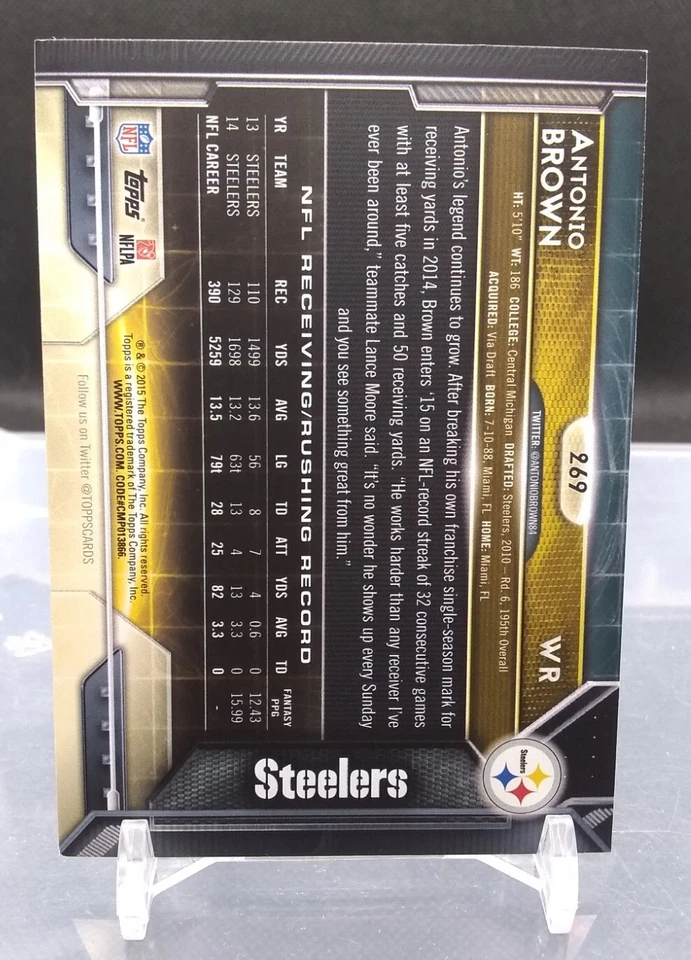 269
ANTONIO
BROWN
WR
TWITTER: @ANTONIOBROWN84
HT: 5'10" WT: 186 COLLEGE: Central Michigan DRAFTED: Steelers, 2010 – Rd. 6, 195th Overall
ACQUIRED: Via Draft BORN: 7-10-88, Miami, FL HOME: Miami, FL
Steelers
Antonio's legend continues to grow. After breaking his own franchise single-season mark for
receiving yards in 2014, Brown enters '15 on an NFL-record streak of 32 consecutive games
with at least five catches and 50 receiving yards. "He works harder than any receiver I've
ever been around," teammate Lance Moore said. "It's no wonder he shows up every Sunday
and you see something great from him."
Steelers
NFL RECEIVING/RUSHING RECORD
YR TEAM REC YDS AVG LG TD ATT YDS AVG TD FANTASY PPG
13 STEELERS 110 1499 13.6 56 8 7 4 0.6 0 12.43
14 STEELERS 129 1698 13.2 63t 13 4 13 3.3 0 15.99
NFL CAREER 390 5259 13.5 79t 28 25 82 3.3 0 -
NFL
Topps
NFLPA
® & © 2015 The Topps Company, Inc. All rights reserved.
Topps is a registered trademark of The Topps Company, Inc.
WWW.TOPPS.COM. CODE#CMP013866.
Follow us on Twitter @TOPPSCARDS